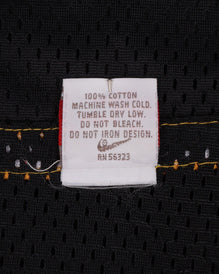 100% COTTON
MACHINE WASH COLD.
TUMBLE DRY LOW.
DO NOT BLEACH.
DO NOT IRON DESIGN.
RN 56323